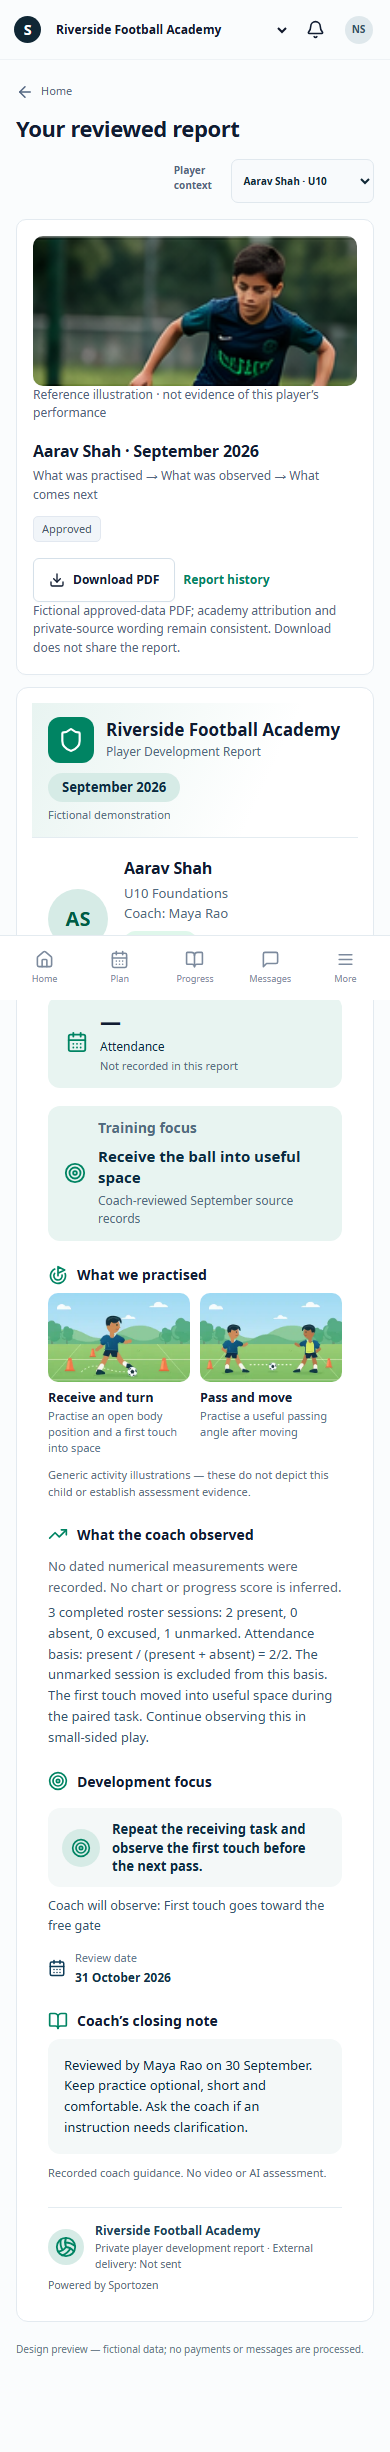 S Riverside Football Academy NS
Home
Your reviewed report
Player
context
Aarav Shah · U10
Reference illustration · not evidence of this player's
performance
Aarav Shah · September 2026
What was practised → What was observed → What
comes next
Approved
Download PDF Report history
Fictional approved-data PDF; academy attribution and
private-source wording remain consistent. Download
does not share the report.
Riverside Football Academy
Player Development Report
September 2026
Fictional demonstration
Aarav Shah
U10 Foundations
Coach: Maya Rao
AS
Home Plan Progress Messages More
—
Attendance
Not recorded in this report
Training focus
Receive the ball into useful
space
Coach-reviewed September source
records
What we practised
Receive and turn
Practise an open body
position and a first touch
into space
Pass and move
Practise a useful passing
angle after moving
Generic activity illustrations — these do not depict this
child or establish assessment evidence.
What the coach observed
No dated numerical measurements were
recorded. No chart or progress score is inferred.
3 completed roster sessions: 2 present, 0
absent, 0 excused, 1 unmarked. Attendance
basis: present / (present + absent) = 2/2. The
unmarked session is excluded from this basis.
The first touch moved into useful space during
the paired task. Continue observing this in
small-sided play.
Development focus
Repeat the receiving task and
observe the first touch before
the next pass.
Coach will observe: First touch goes toward the
free gate
Review date
31 October 2026
Coach's closing note
Reviewed by Maya Rao on 30 September.
Keep practice optional, short and
comfortable. Ask the coach if an
instruction needs clarification.
Recorded coach guidance. No video or AI assessment.
Riverside Football Academy
Private player development report · External
delivery: Not sent
Powered by Sportozen
Design preview — fictional data; no payments or messages are processed.